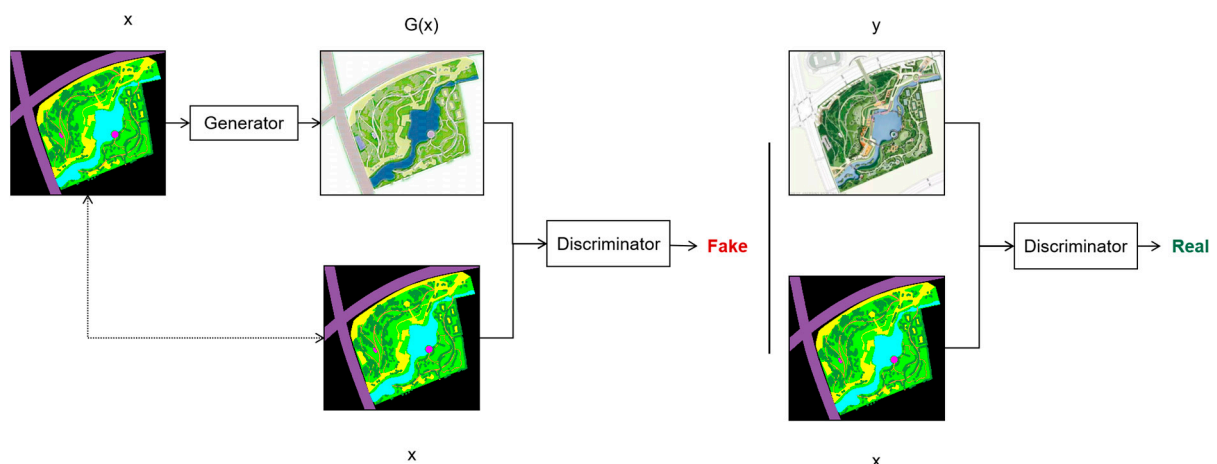 x
G(x)
y
Generator
Discriminator
Fake
Discriminator
Real
x
x